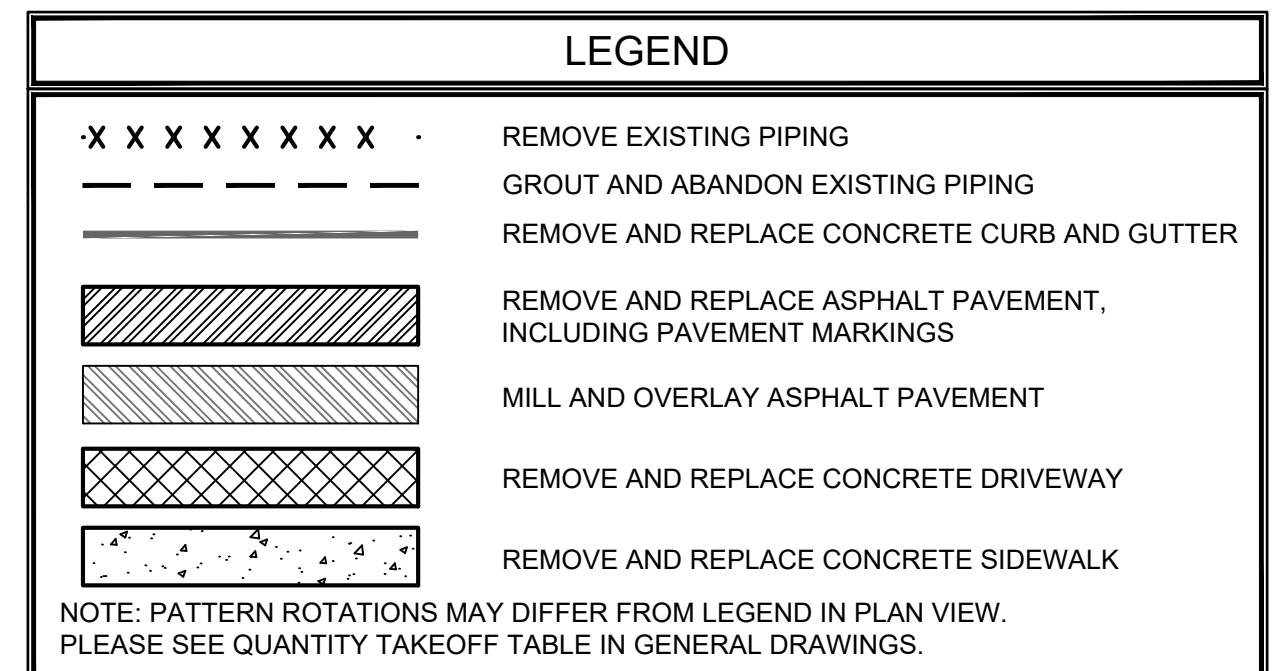 LEGEND
X X X X X X X X
REMOVE EXISTING PIPING
GROUT AND ABANDON EXISTING PIPING
REMOVE AND REPLACE CONCRETE CURB AND GUTTER
REMOVE AND REPLACE ASPHALT PAVEMENT,
INCLUDING PAVEMENT MARKINGS
MILL AND OVERLAY ASPHALT PAVEMENT
REMOVE AND REPLACE CONCRETE DRIVEWAY
REMOVE AND REPLACE CONCRETE SIDEWALK
NOTE: PATTERN ROTATIONS MAY DIFFER FROM LEGEND IN PLAN VIEW.
PLEASE SEE QUANTITY TAKEOFF TABLE IN GENERAL DRAWINGS.